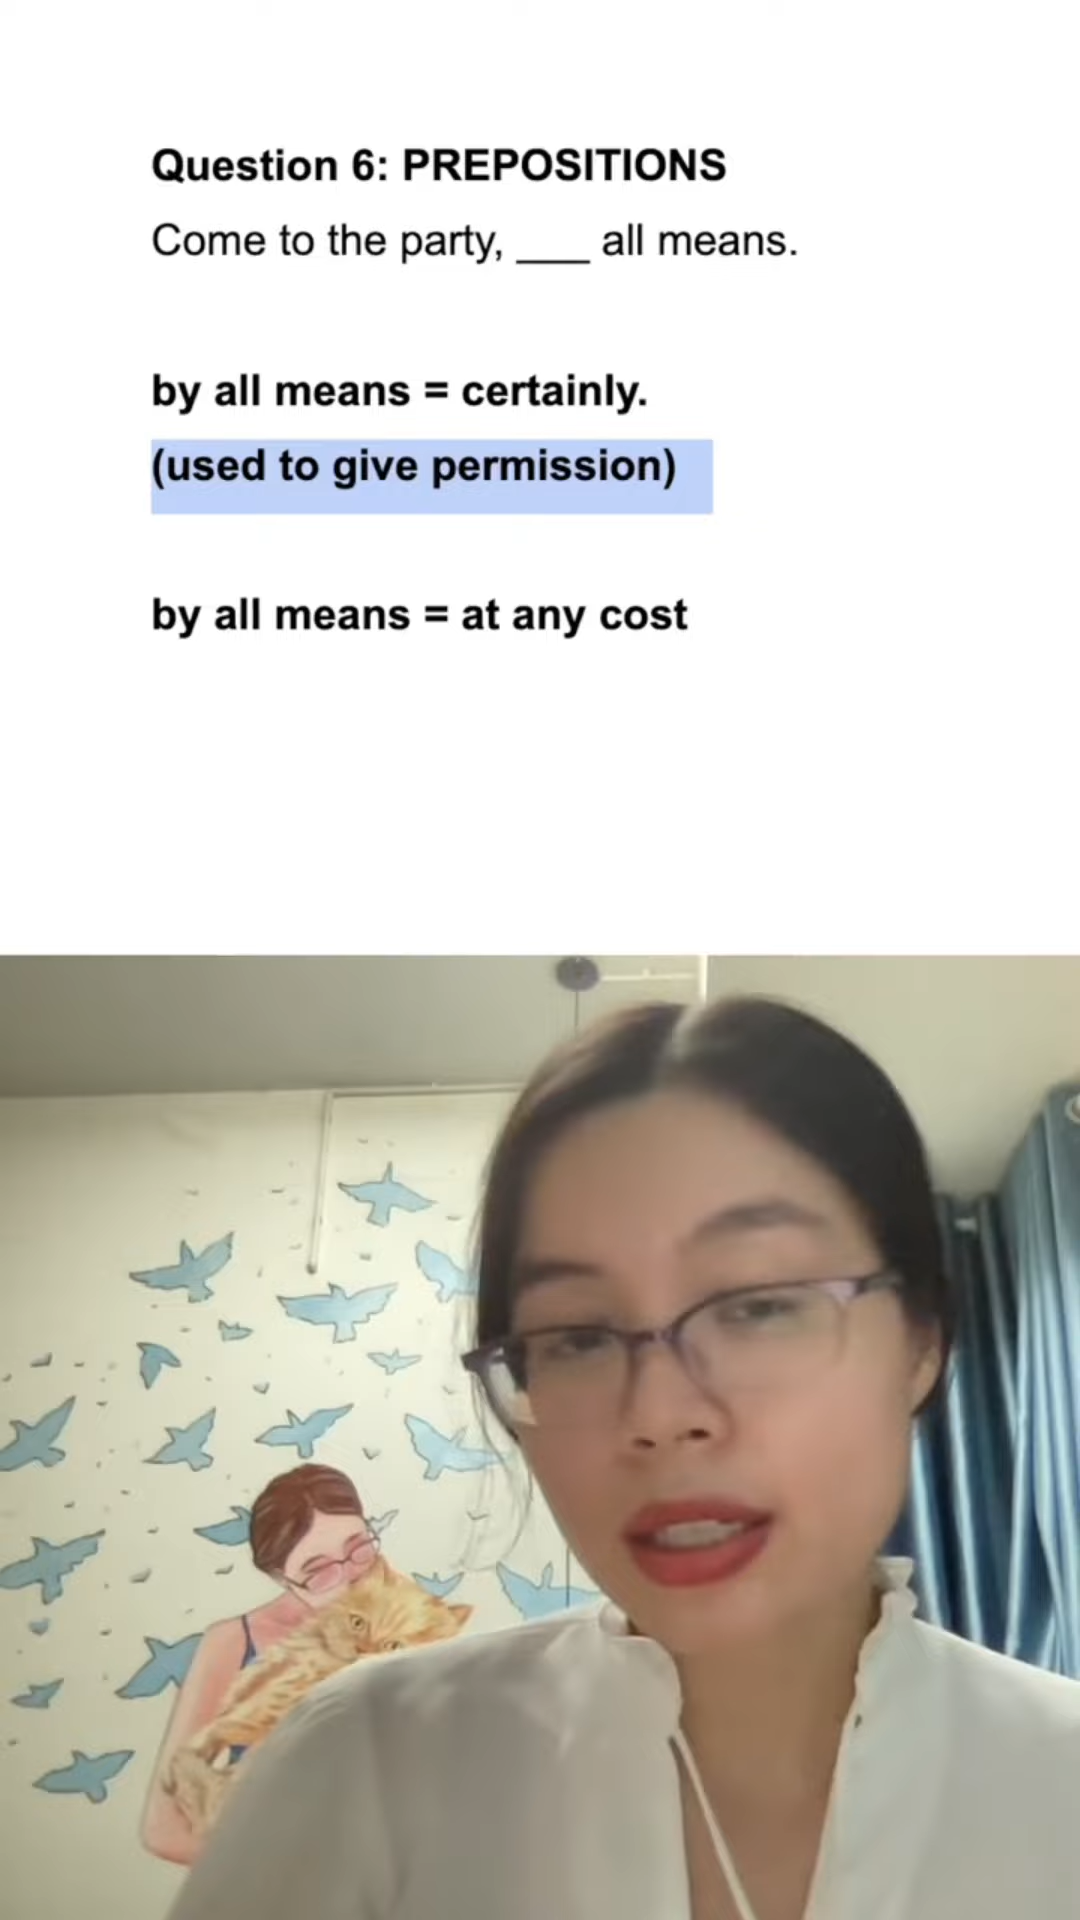 Question 6: PREPOSITIONS
Come to the party, ____ all means.
by all means = certainly.
(used to give permission)
by all means = at any cost